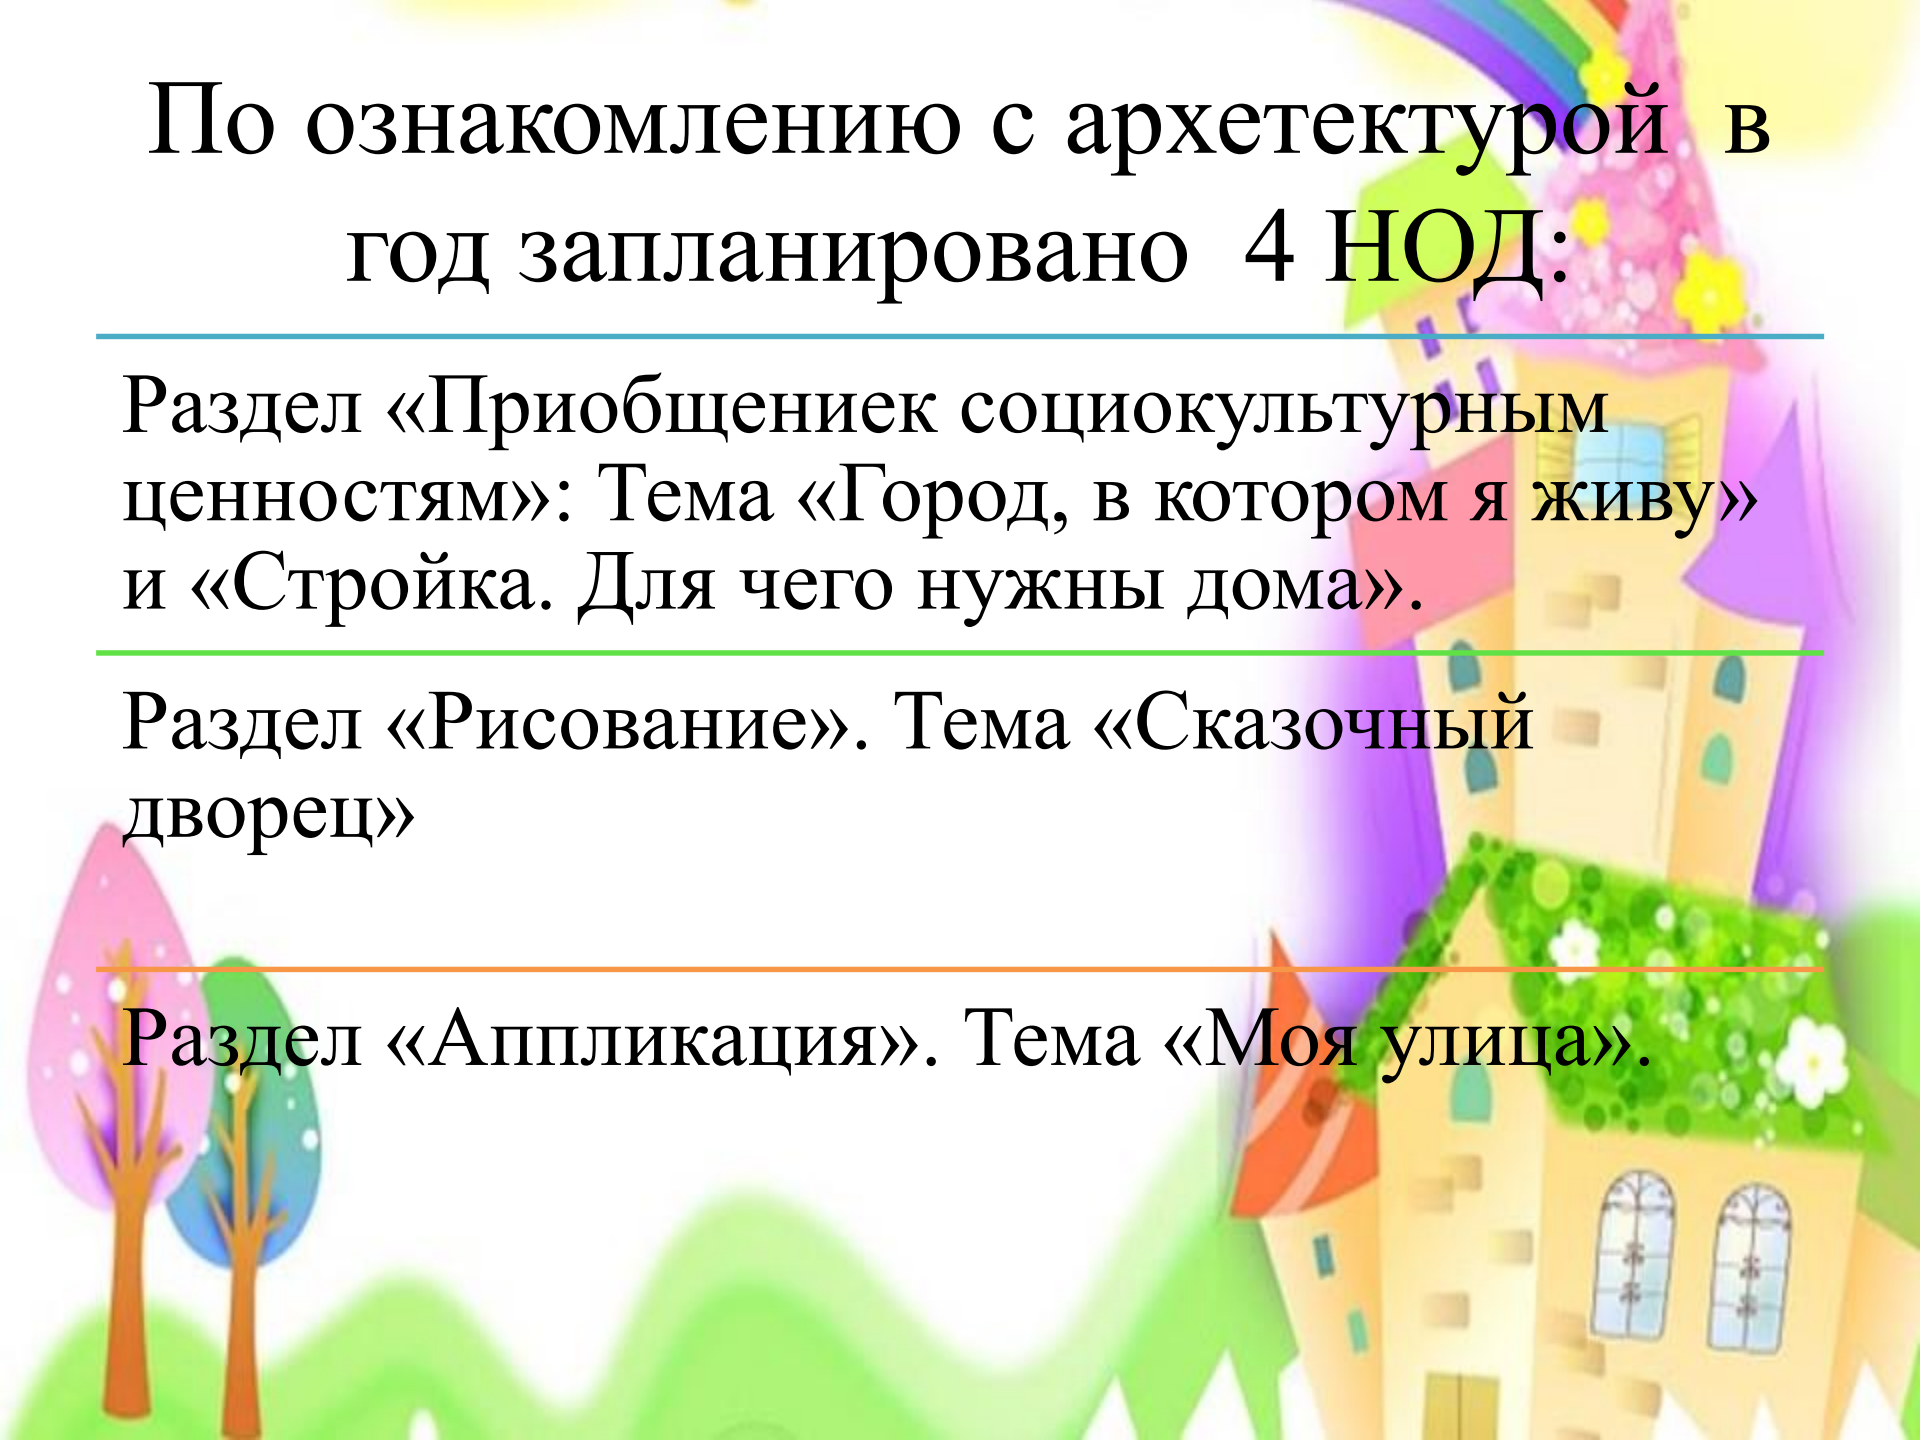 По ознакомлению с архетектурой в
год запланировано 4 НОД:
Раздел «Приобщениек социокультурным
ценностям»: Тема «Город, в котором я живу»
и «Стройка. Для чего нужны дома».
Раздел «Рисование». Тема «Сказочный
дворец»
Раздел «Аппликация». Тема «Моя улица».